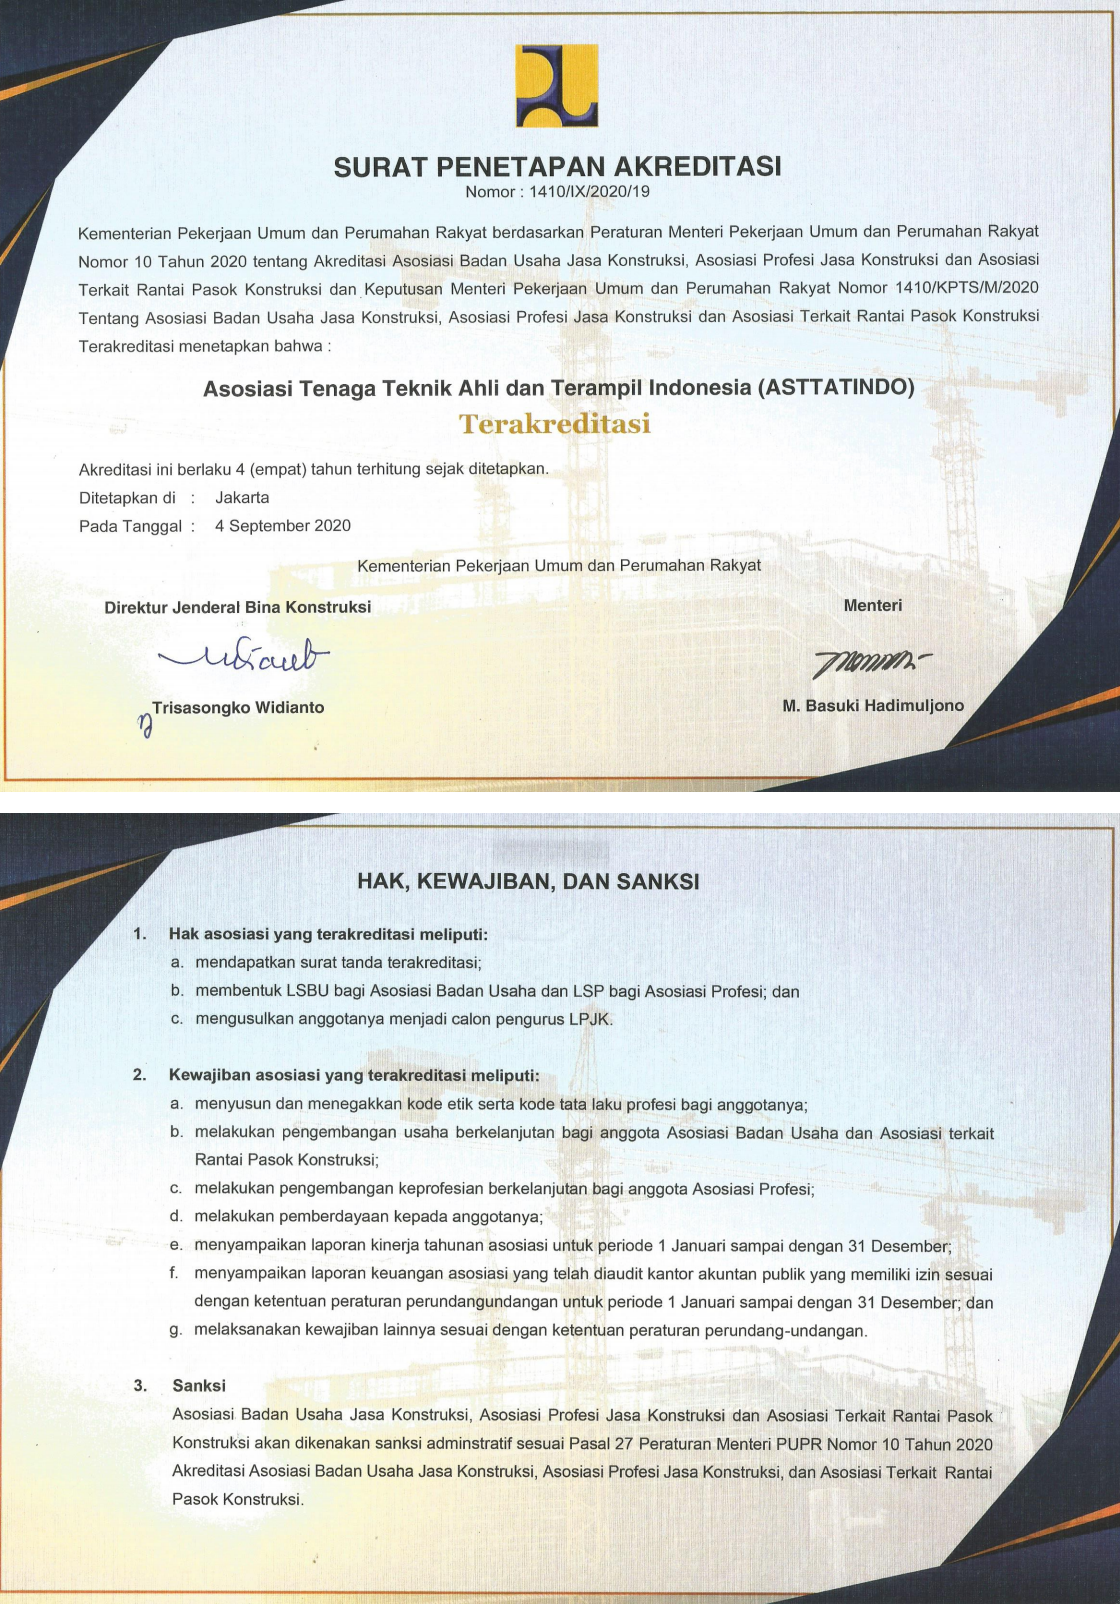 SURAT PENETAPAN AKREDITASI
Nomor : 1410/IX/2020/19
Kementerian Pekerjaan Umum dan Perumahan Rakyat berdasarkan Peraturan Menteri Pekerjaan Umum dan Perumahan Rakyat
Nomor 10 Tahun 2020 tentang Akreditasi Asosiasi Badan Usaha Jasa Konstruksi, Asosiasi Profesi Jasa Konstruksi dan Asosiasi
Terkait Rantai Pasok Konstruksi dan Keputusan Menteri Pekerjaan Umum dan Perumahan Rakyat Nomor 1410/KPTS/M/2020
Tentang Asosiasi Badan Usaha Jasa Konstruksi, Asosiasi Profesi Jasa Konstruksi dan Asosiasi Terkait Rantai Pasok Konstruksi
Terakreditasi menetapkan bahwa :
Asosiasi Tenaga Teknik Ahli dan Terampil Indonesia (ASTTATINDO)
Terakreditasi
Akreditasi ini berlaku 4 (empat) tahun terhitung sejak ditetapkan.
Ditetapkan di : Jakarta
Pada Tanggal : 4 September 2020
Kementerian Pekerjaan Umum dan Perumahan Rakyat
Direktur Jenderal Bina Konstruksi
Menteri
Trisasongko Widianto
M. Basuki Hadimuljono
HAK, KEWAJIBAN, DAN SANKSI
1. Hak asosiasi yang terakreditasi meliputi:
a. mendapatkan surat tanda terakreditasi;
b. membentuk LSBU bagi Asosiasi Badan Usaha dan LSP bagi Asosiasi Profesi; dan
c. mengusulkan anggotanya menjadi calon pengurus LPJK.
2. Kewajiban asosiasi yang terakreditasi meliputi:
a. menyusun dan menegakkan kode etik serta kode tata laku profesi bagi anggotanya;
b. melakukan pengembangan usaha berkelanjutan bagi anggota Asosiasi Badan Usaha dan Asosiasi terkait
Rantai Pasok Konstruksi;
c. melakukan pengembangan keprofesian berkelanjutan bagi anggota Asosiasi Profesi;
d. melakukan pemberdayaan kepada anggotanya;
e. menyampaikan laporan kinerja tahunan asosiasi untuk periode 1 Januari sampai dengan 31 Desember;
f. menyampaikan laporan keuangan asosiasi yang telah diaudit kantor akuntan publik yang memiliki izin sesuai
dengan ketentuan peraturan perundangundangan untuk periode 1 Januari sampai dengan 31 Desember; dan
g. melaksanakan kewajiban lainnya sesuai dengan ketentuan peraturan perundang-undangan.
3. Sanksi
Asosiasi Badan Usaha Jasa Konstruksi, Asosiasi Profesi Jasa Konstruksi dan Asosiasi Terkait Rantai Pasok
Konstruksi akan dikenakan sanksi adminstratif sesuai Pasal 27 Peraturan Menteri PUPR Nomor 10 Tahun 2020
Akreditasi Asosiasi Badan Usaha Jasa Konstruksi, Asosiasi Profesi Jasa Konstruksi, dan Asosiasi Terkait Rantai
Pasok Konstruksi.